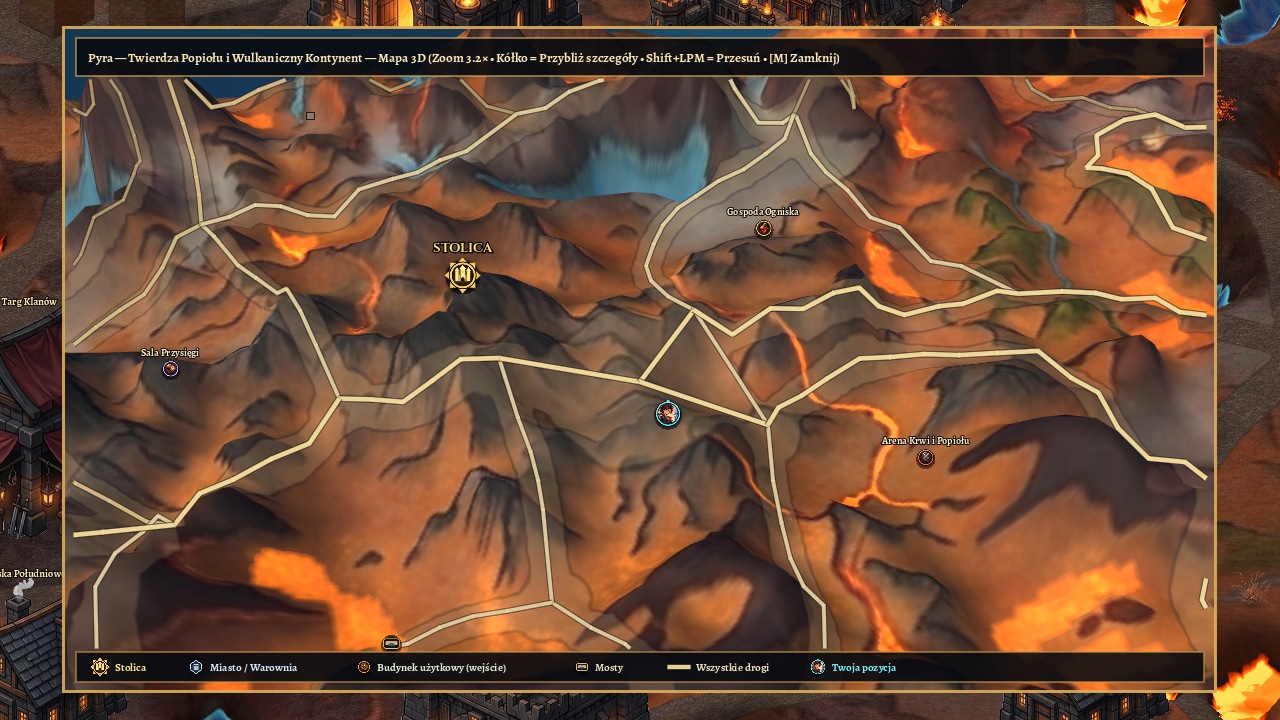 Pyra — Twierdza Popiołu i Wulkaniczny Kontynent — Mapa 3D (Zoom 3.2× • Kółko = Przybliż szczegóły • Shift+LPM = Przesuń • [M] Zamknij)
Gospoda Ogniska
STOLICA
Targ Klanów
Sala Przysięgi
Arena Krwi i Popiołu
ska Południow
Stolica
Miasto / Warownia
Budynek użytkowy (wejście)
Mosty
Wszystkie drogi
Twoja pozycja